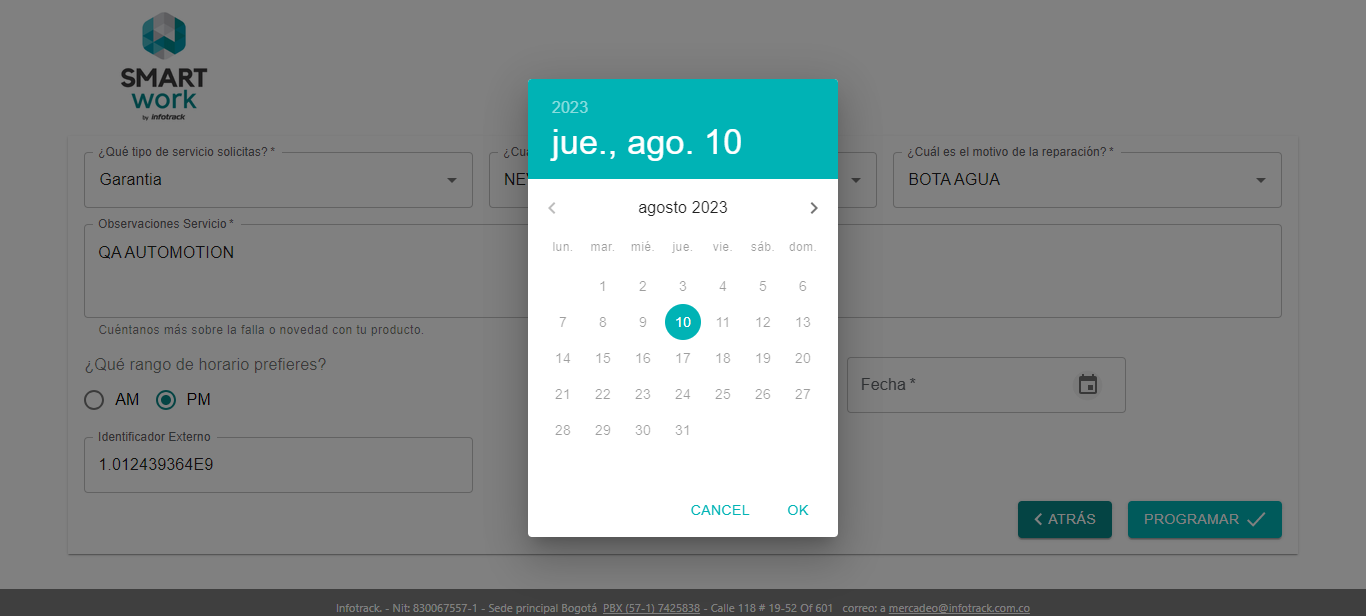 SMART
work
by infotrack
¿Qué tipo de servicio solicitas? *
Garantia
¿Cuál es el motivo de la reparación? *
BOTA AGUA
Observaciones Servicio *
QA AUTOMOTION
Cuéntanos más sobre la falla o novedad con tu producto.
¿Qué rango de horario prefieres?
AM PM
Fecha *
Identificador Externo
1.012439364E9
ATRÁS PROGRAMAR
2023
jue., ago. 10
agosto 2023
lun. mar. mié. jue. vie. sáb. dom.
1 2 3 4 5 6
7 8 9 10 11 12 13
14 15 16 17 18 19 20
21 22 23 24 25 26 27
28 29 30 31
CANCEL OK
Infotrack. - Nit: 830067557-1 - Sede principal Bogotá PBX (57-1) 7425838 - Calle 118 # 19-52 Of 601 correo: a mercadeo@infotrack.com.co